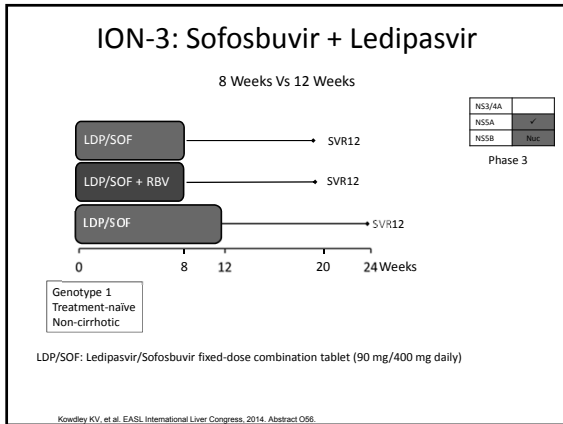 ION-3: Sofosbuvir + Ledipasvir
8 Weeks Vs 12 Weeks
NS3/4A
NS5A ✓
NS5B Nuc
Phase 3
LDP/SOF SVR12
LDP/SOF + RBV SVR12
LDP/SOF SVR12
0 8 12 20 24 Weeks
Genotype 1
Treatment-naïve
Non-cirrhotic
LDP/SOF: Ledipasvir/Sofosbuvir fixed-dose combination tablet (90 mg/400 mg daily)
Kowdley KV, et al. EASL International Liver Congress, 2014. Abstract O56.